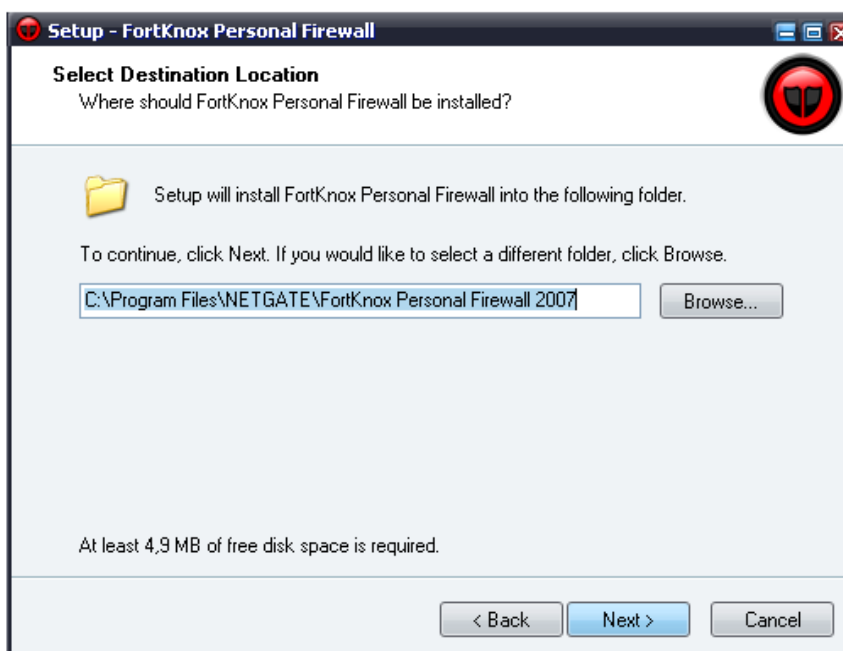 Setup - FortKnox Personal Firewall
Select Destination Location
Where should FortKnox Personal Firewall be installed?
Setup will install FortKnox Personal Firewall into the following folder.
To continue, click Next. If you would like to select a different folder, click Browse.
C:\Program Files\NETGATE\FortKnox Personal Firewall 2007
Browse...
At least 4,9 MB of free disk space is required.
< Back
Next >
Cancel